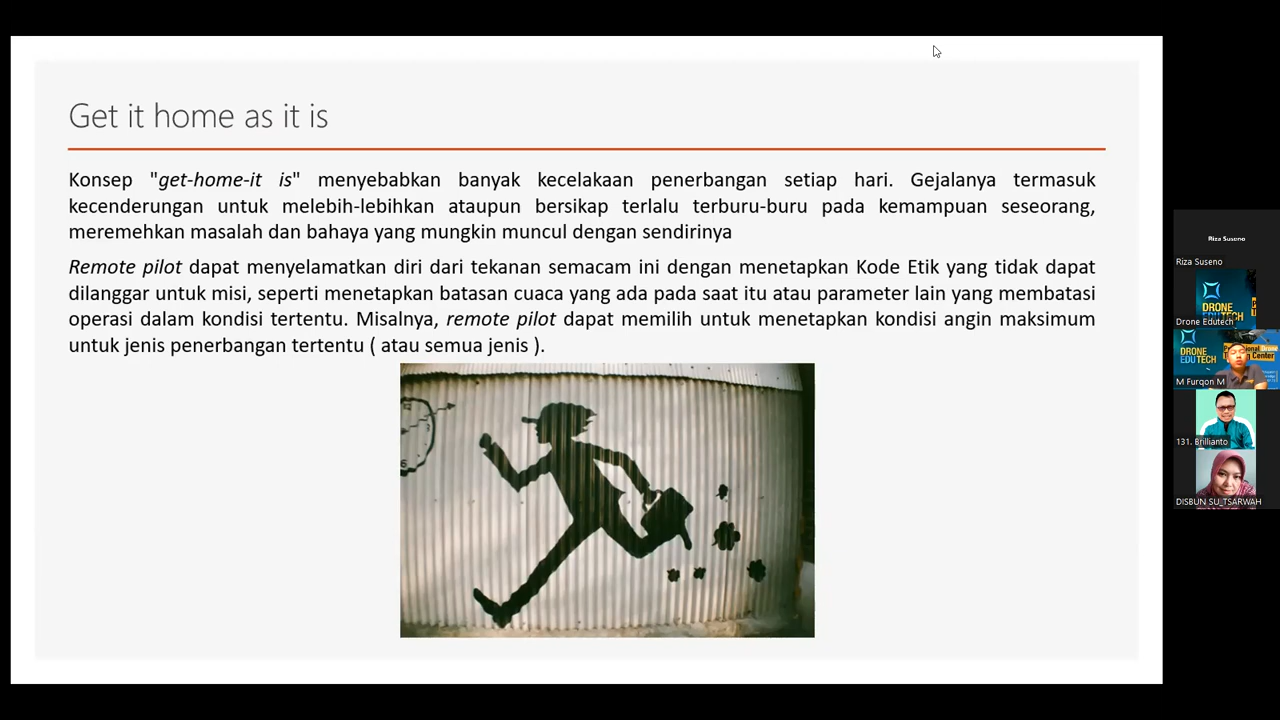 Get it home as it is
Konsep "get-home-it is" menyebabkan banyak kecelakaan penerbangan setiap hari. Gejalanya termasuk
kecenderungan untuk melebih-lebihkan ataupun bersikap terlalu terburu-buru pada kemampuan seseorang,
meremehkan masalah dan bahaya yang mungkin muncul dengan sendirinya
Remote pilot dapat menyelamatkan diri dari tekanan semacam ini dengan menetapkan Kode Etik yang tidak dapat
dilanggar untuk misi, seperti menetapkan batasan cuaca yang ada pada saat itu atau parameter lain yang membatasi
operasi dalam kondisi tertentu. Misalnya, remote pilot dapat memilih untuk menetapkan kondisi angin maksimum
untuk jenis penerbangan tertentu ( atau semua jenis ).
6
Riza Suseno
Riza Suseno
DRONE
EDUTECH
Drone Edutech
DRONE
EDUTECH
Drone
Center
M Furqon M
131. Brillianto
DISBUN SU_TSARWAH